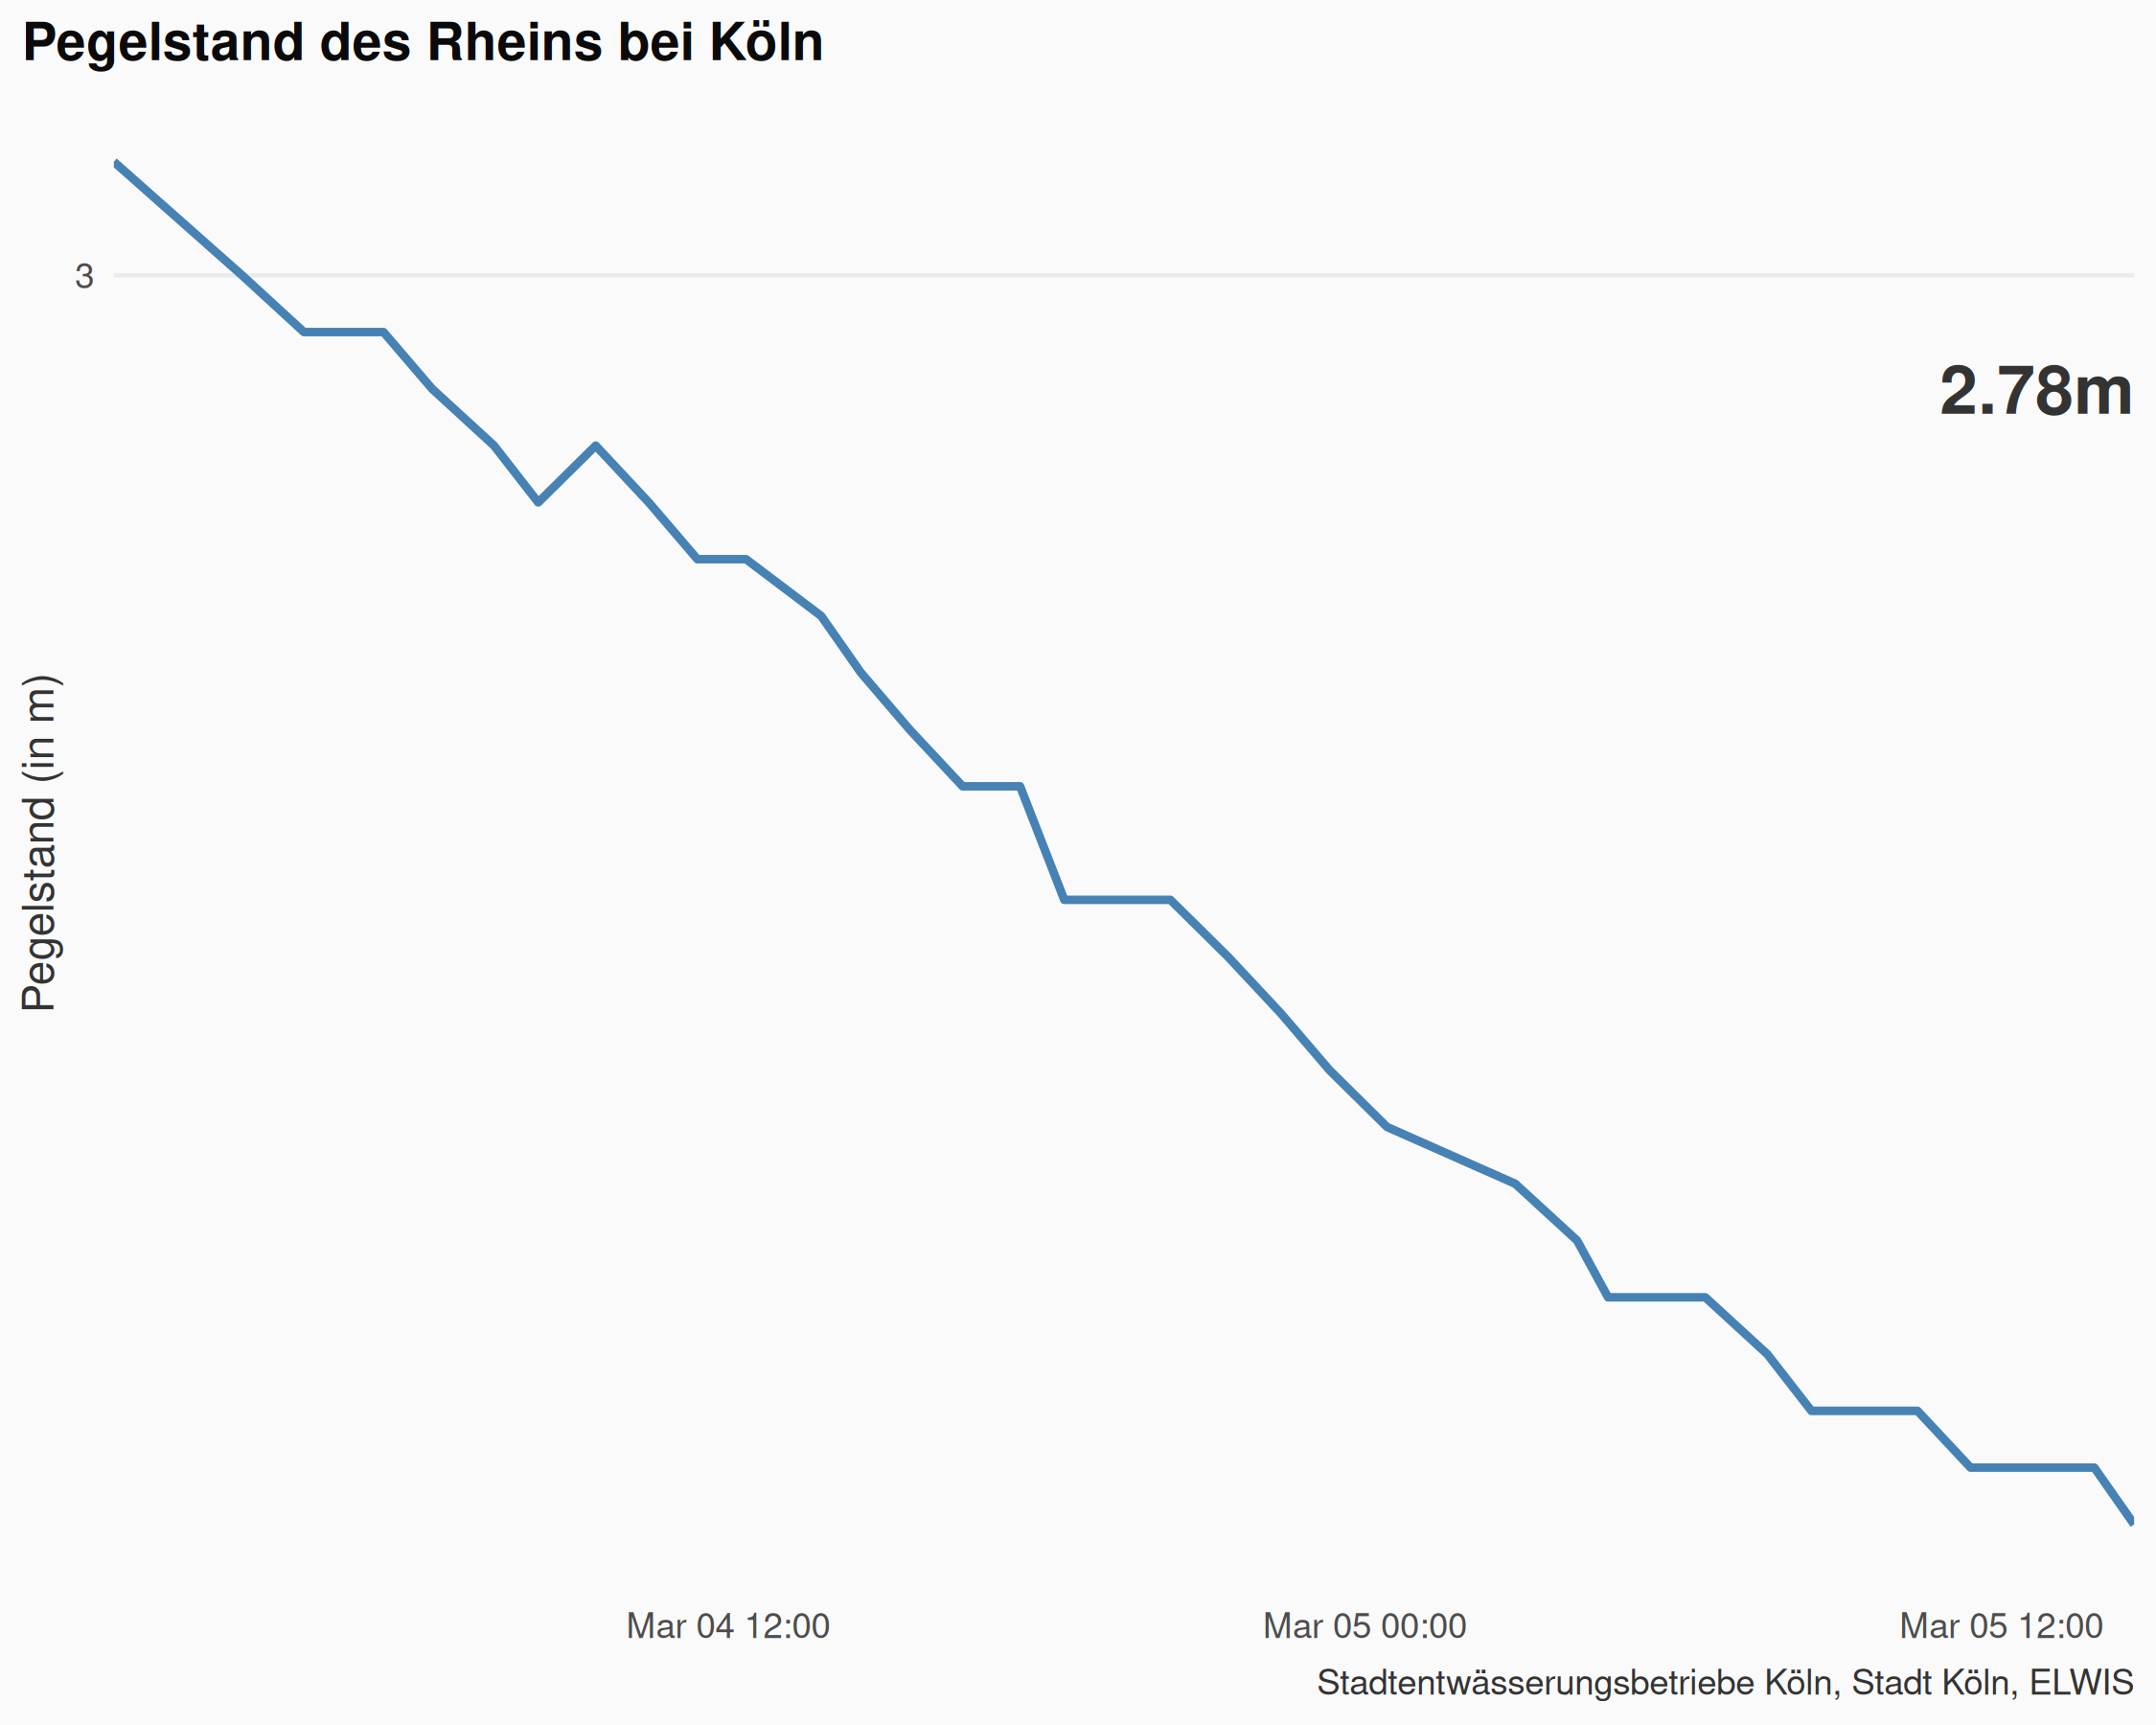 Pegelstand des Rheins bei Köln
3
2.78m
Pegelstand (in m)
Mar 04 12:00
Mar 05 00:00
Mar 05 12:00
Stadtentwässerungsbetriebe Köln, Stadt Köln, ELWIS